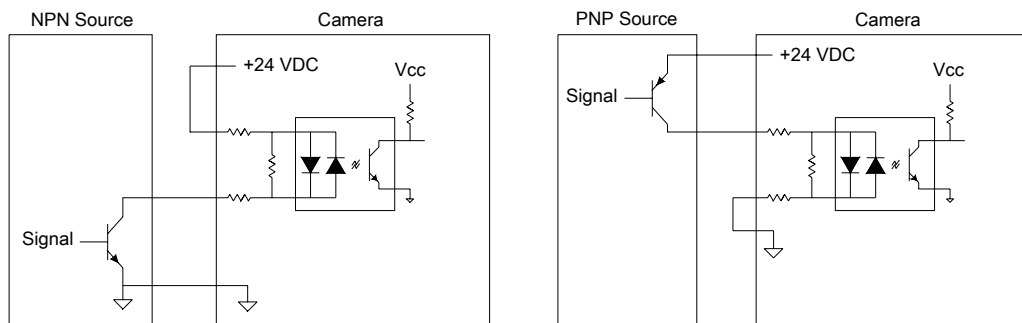 NPN Source
Camera
+24 VDC
Vcc
Signal
PNP Source
Camera
+24 VDC
Vcc
Signal